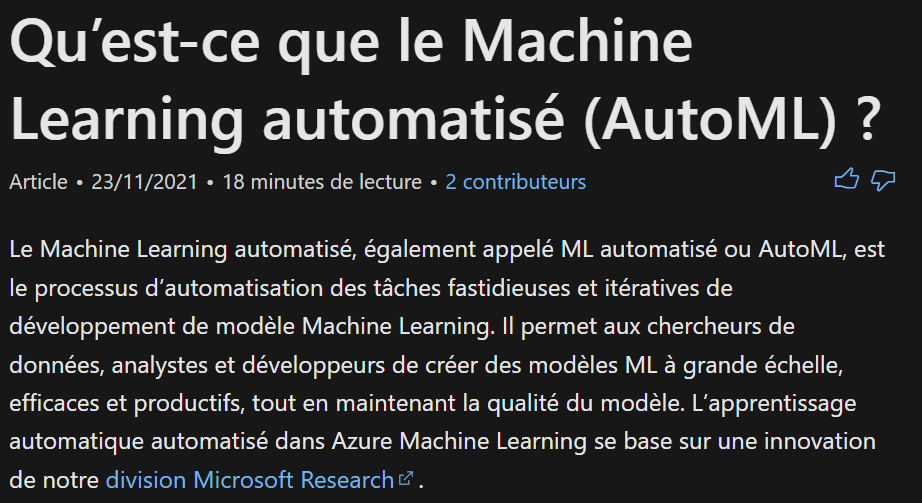 Qu’est-ce que le Machine
Learning automatisé (AutoML) ?
Article • 23/11/2021 • 18 minutes de lecture • 2 contributeurs
Le Machine Learning automatisé, également appelé ML automatisé ou AutoML, est
le processus d’automatisation des tâches fastidieuses et itératives de
développement de modèle Machine Learning. Il permet aux chercheurs de
données, analystes et développeurs de créer des modèles ML à grande échelle,
efficaces et productifs, tout en maintenant la qualité du modèle. L’apprentissage
automatique automatisé dans Azure Machine Learning se base sur une innovation
de notre division Microsoft Research .